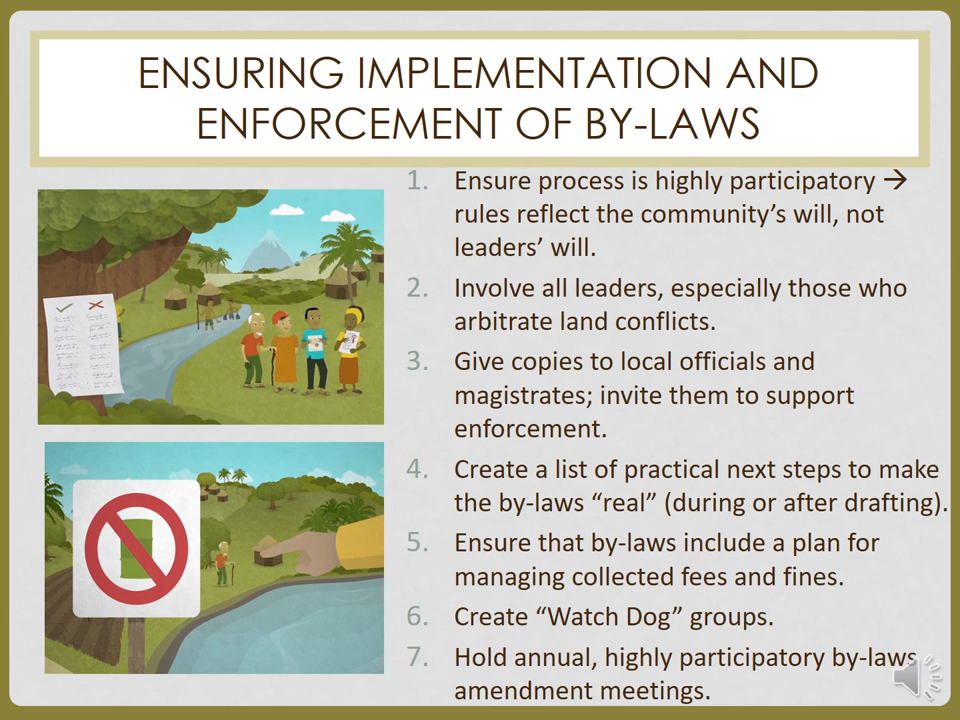 ENSURING IMPLEMENTATION AND
ENFORCEMENT OF BY-LAWS
1. Ensure process is highly participatory →
rules reflect the community’s will, not
leaders’ will.
2. Involve all leaders, especially those who
arbitrate land conflicts.
3. Give copies to local officials and
magistrates; invite them to support
enforcement.
4. Create a list of practical next steps to make
the by-laws “real” (during or after drafting).
5. Ensure that by-laws include a plan for
managing collected fees and fines.
6. Create “Watch Dog” groups.
7. Hold annual, highly participatory by-laws
amendment meetings.